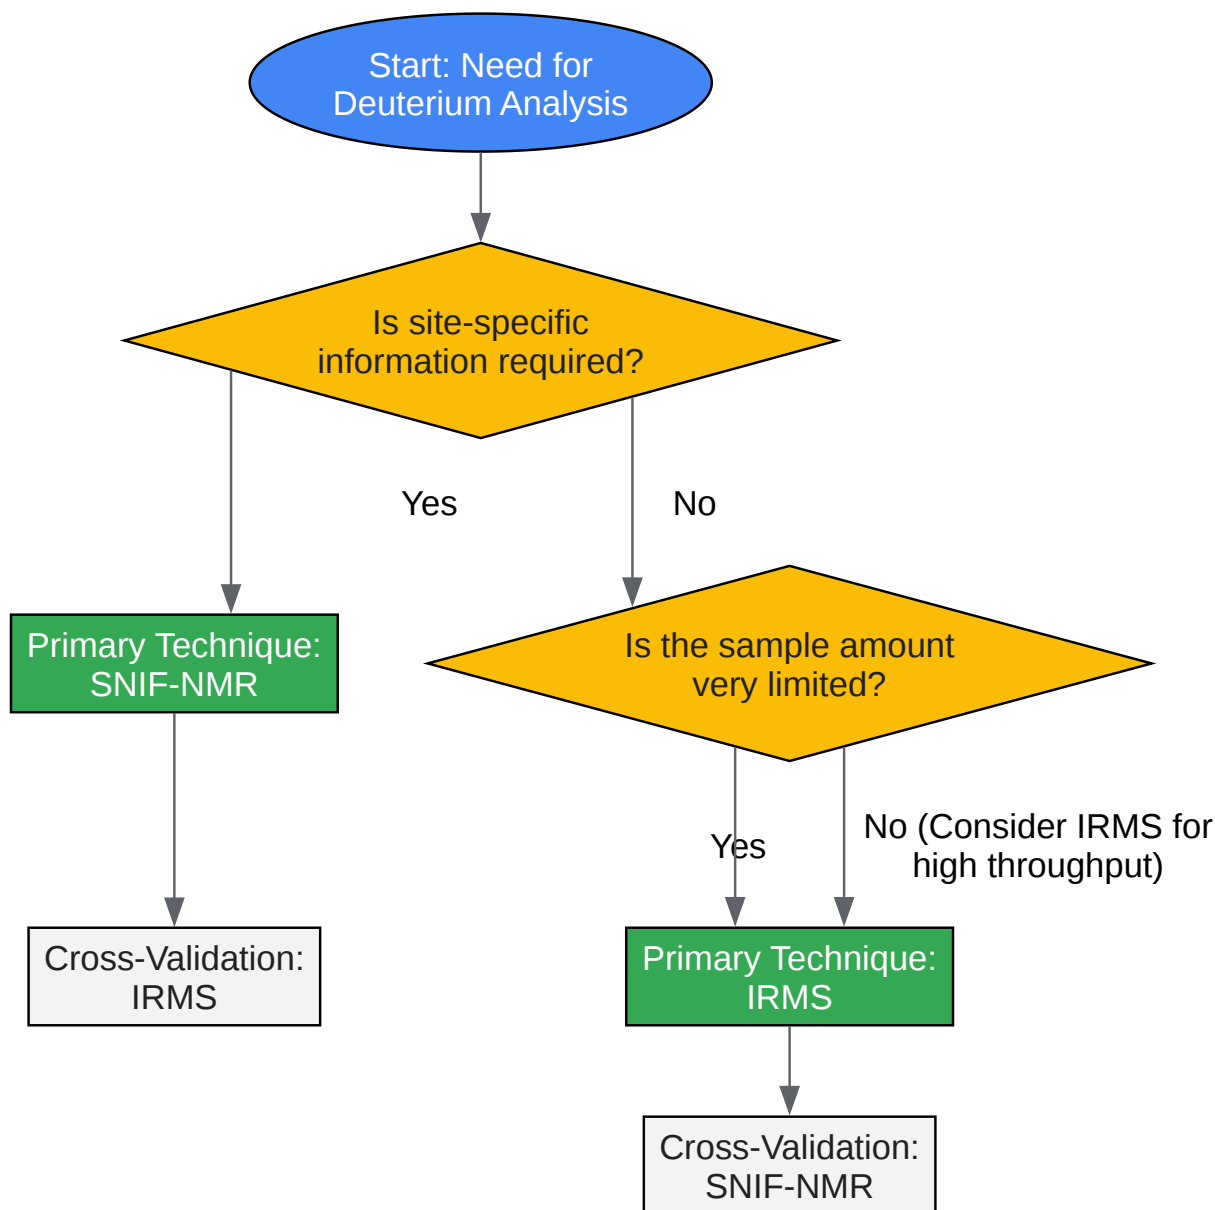 Start: Need for
Deuterium Analysis
Is site-specific
information required?
Yes
No
Primary Technique:
SNIF-NMR
Is the sample amount
very limited?
Yes
No (Consider IRMS for
high throughput)
Cross-Validation:
IRMS
Primary Technique:
IRMS
Cross-Validation:
SNIF-NMR